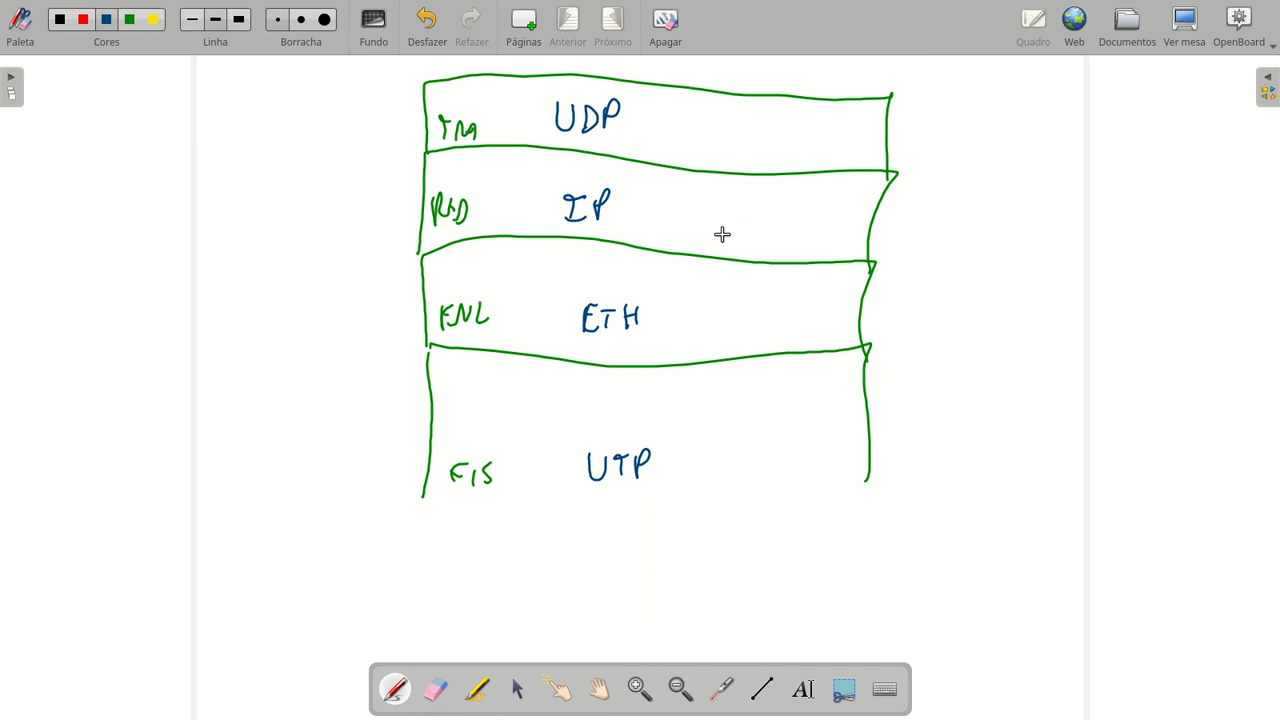 Paleta Cores Linha Borracha Fundo Desfazer Refazer Páginas Anterior Próximo Apagar Quadro Web Documentos Ver mesa OpenBoard
TRA UDP
RED IP
ENL ETH
FIS UTP
AI